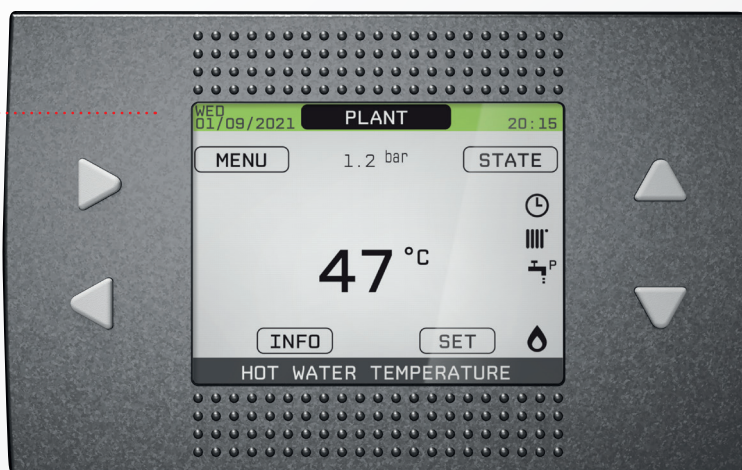 WED
01/09/2021 PLANT 20:15
MENU 1.2 bar STATE
47 °C
P
INFO SET
HOT WATER TEMPERATURE